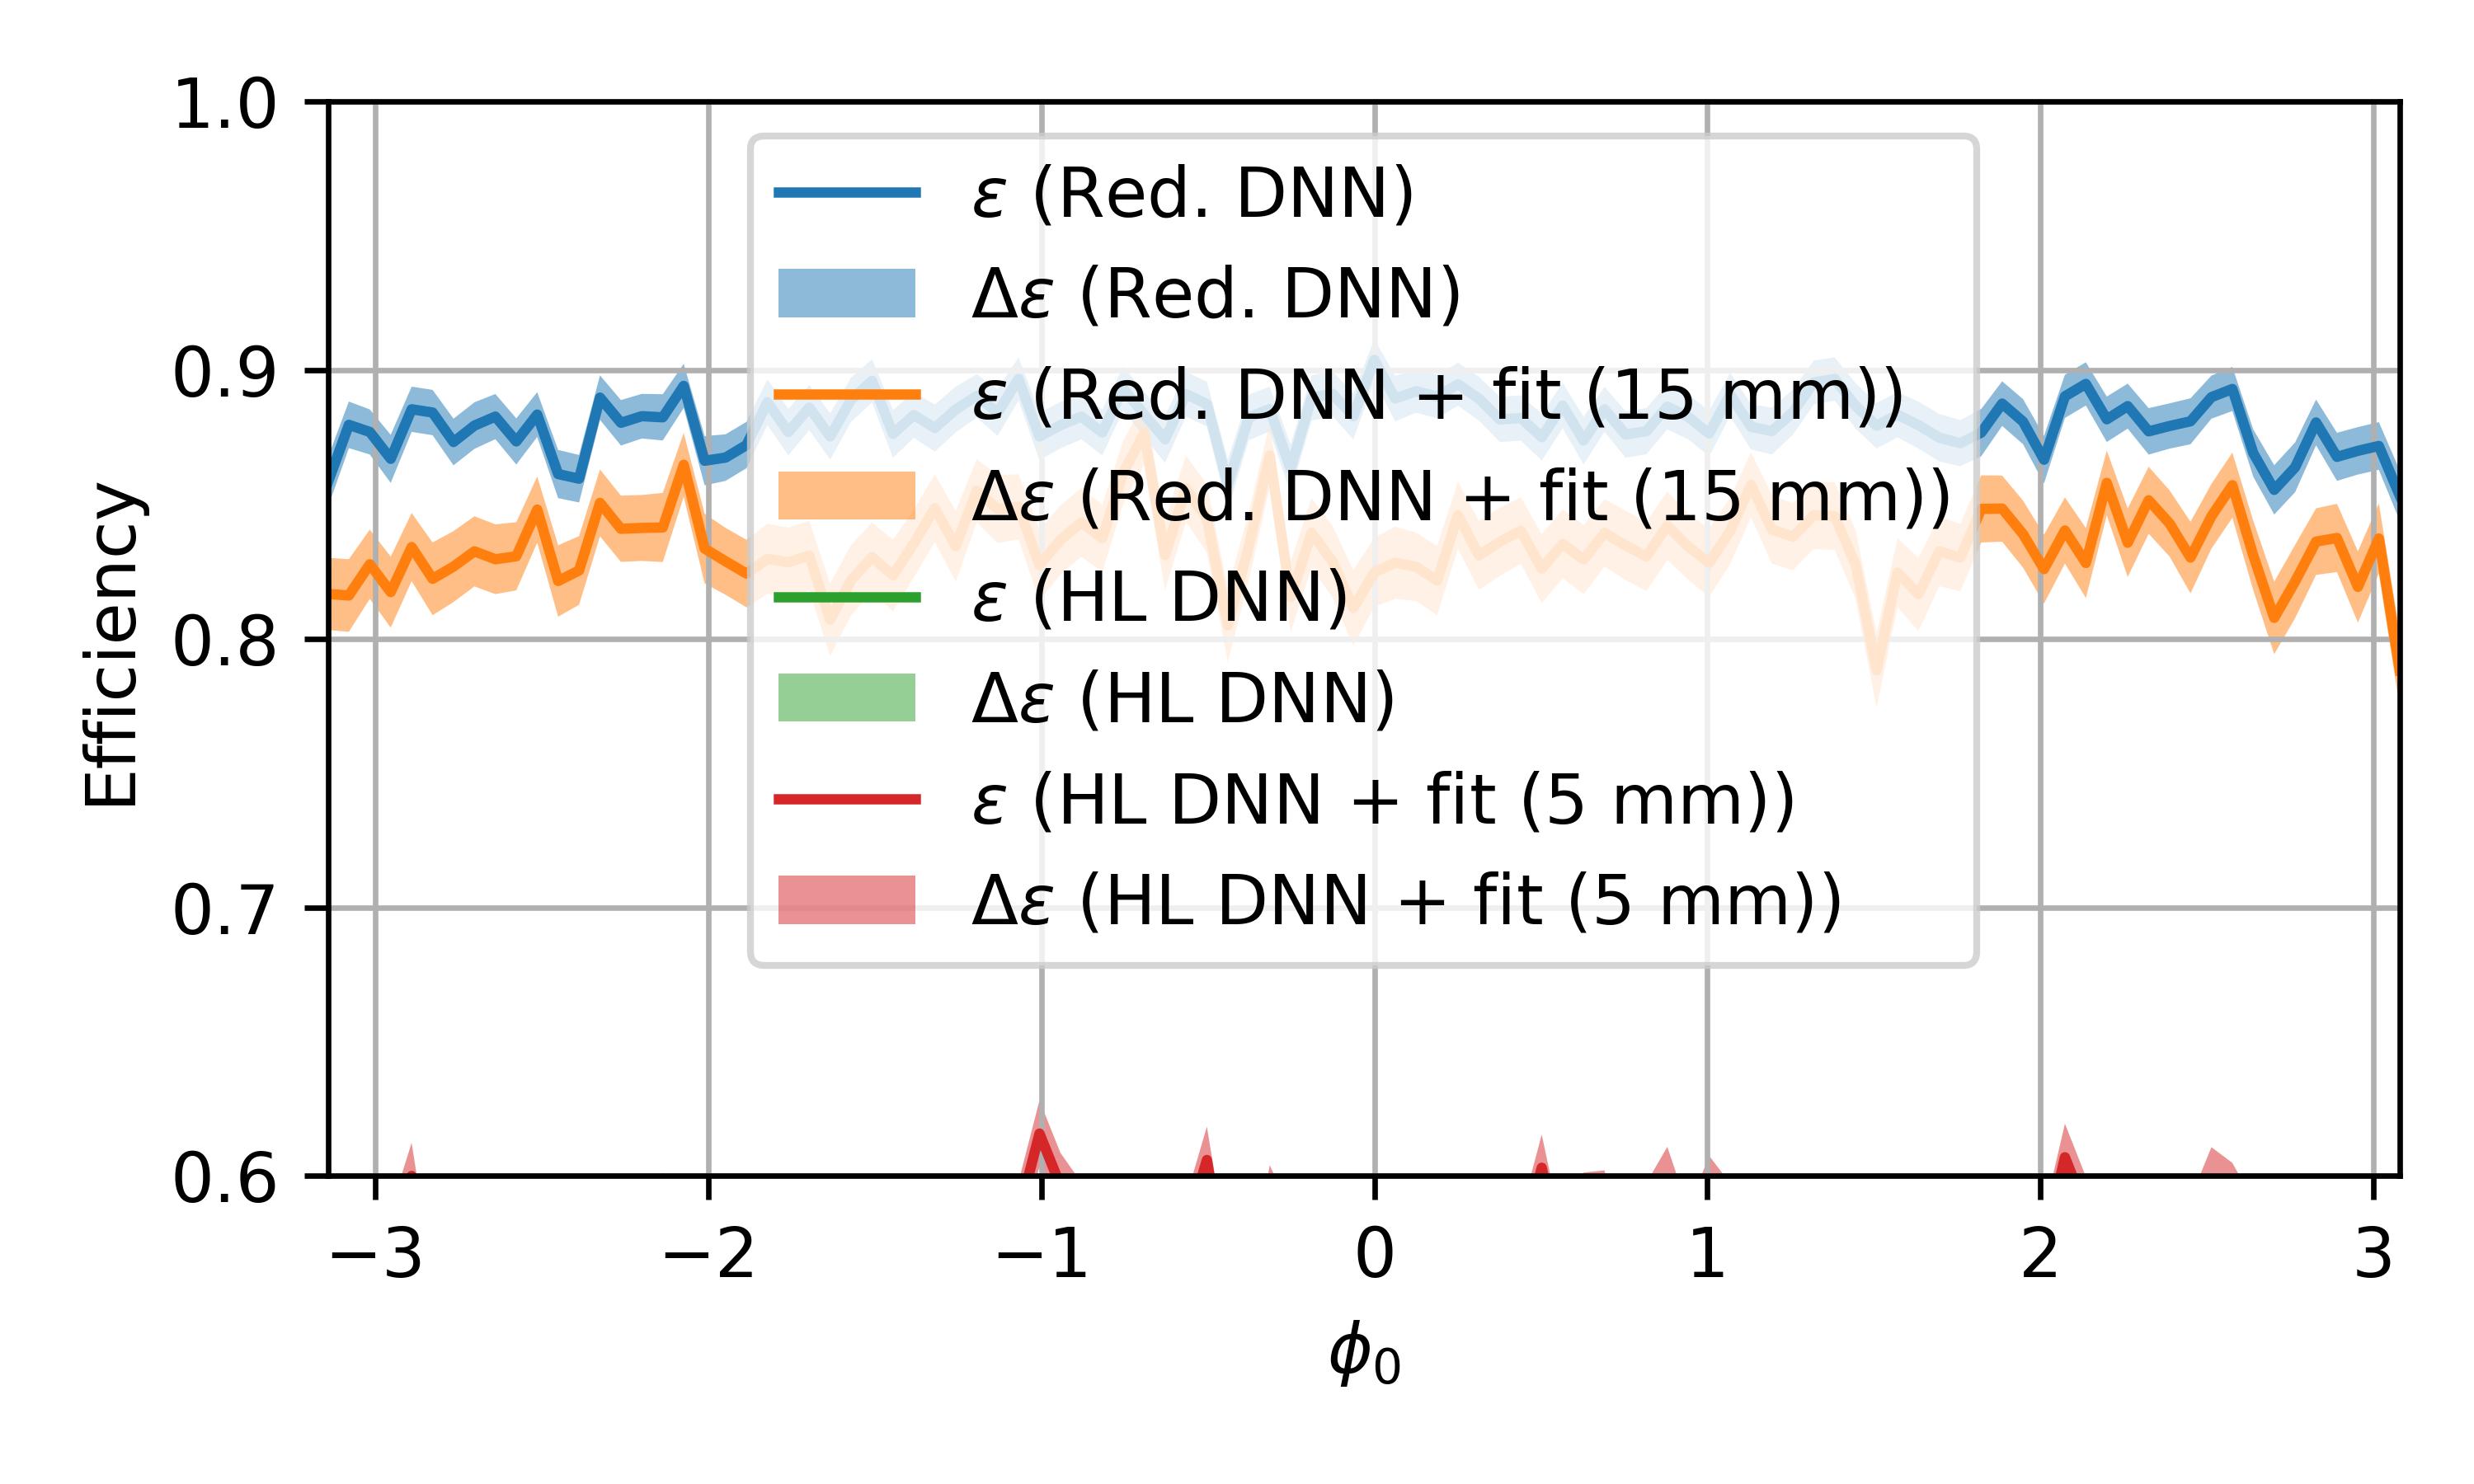 1.0
0.9
0.8
0.7
0.6
Efficiency
ε (Red. DNN)
Δε (Red. DNN)
ε (Red. DNN + fit (15 mm))
Δε (Red. DNN + fit (15 mm))
ε (HL DNN)
Δε (HL DNN)
ε (HL DNN + fit (5 mm))
Δε (HL DNN + fit (5 mm))
−3 −2 −1 0 1 2 3
ϕ₀